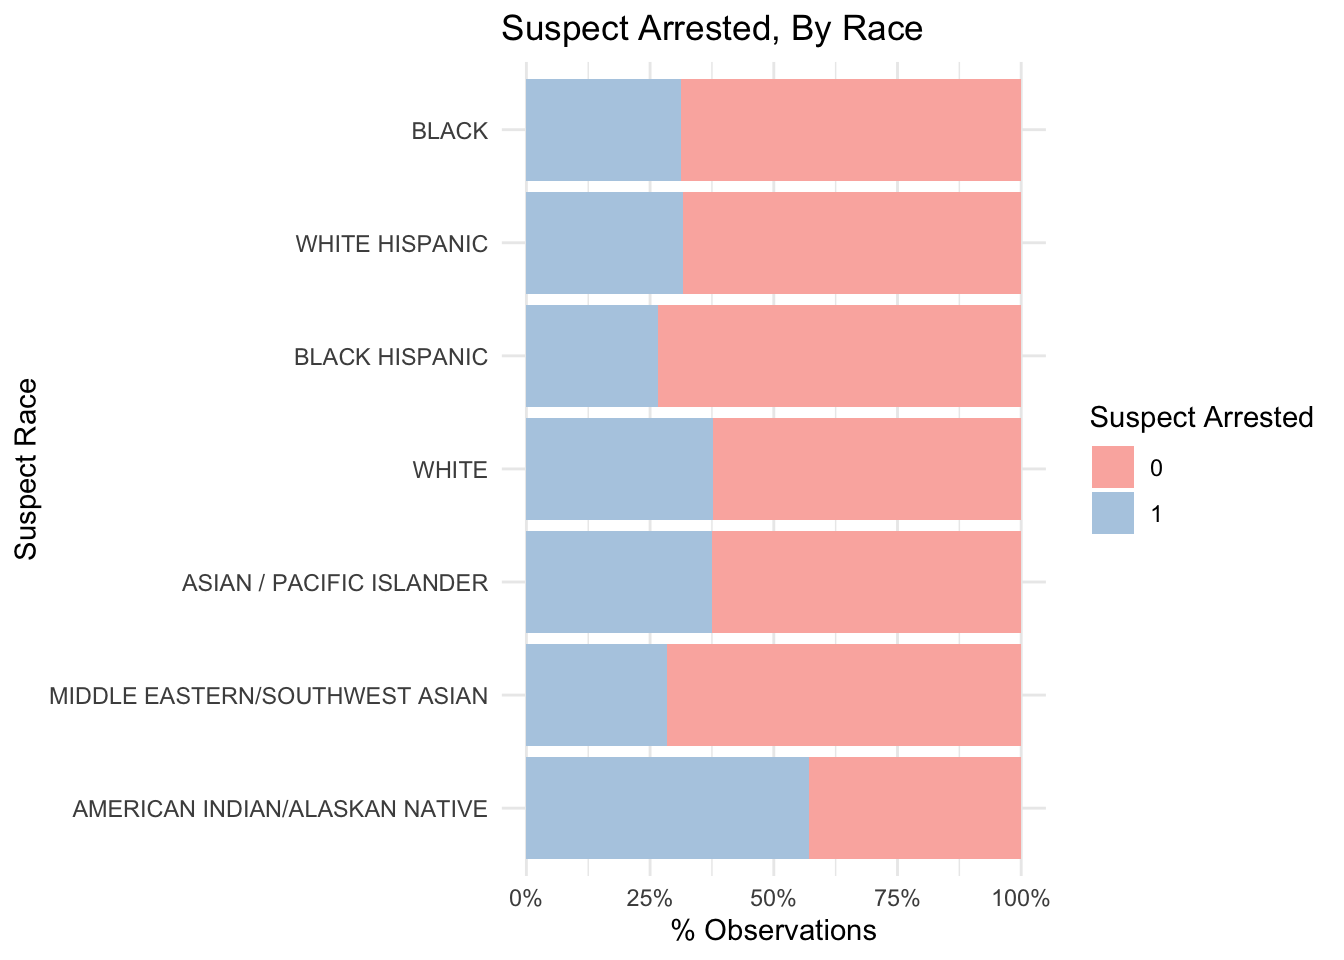 Suspect Arrested, By Race
Suspect Race
BLACK
WHITE HISPANIC
BLACK HISPANIC
WHITE
ASIAN / PACIFIC ISLANDER
MIDDLE EASTERN/SOUTHWEST ASIAN
AMERICAN INDIAN/ALASKAN NATIVE
0% 25% 50% 75% 100%
% Observations
Suspect Arrested
0
1